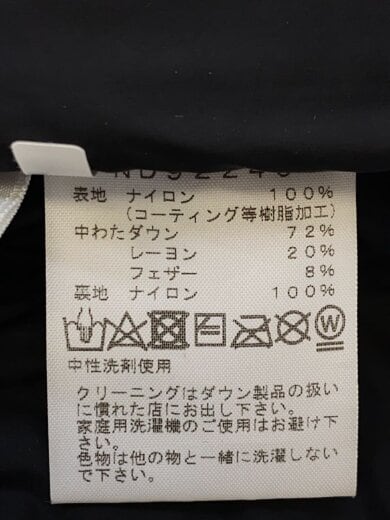 表地 ナイロン 100%
(コーティング等樹脂加工)
中わたダウン 72%
レーヨン 20%
フェザー 8%
裏地 ナイロン 100%
W
中性洗剤使用
クリーニングはダウン製品の扱い
に慣れた店にお出し下さい。
家庭用洗濯機のご使用はお避け下
さい。
色物は他の物と一緒に洗濯しない
で下さい。